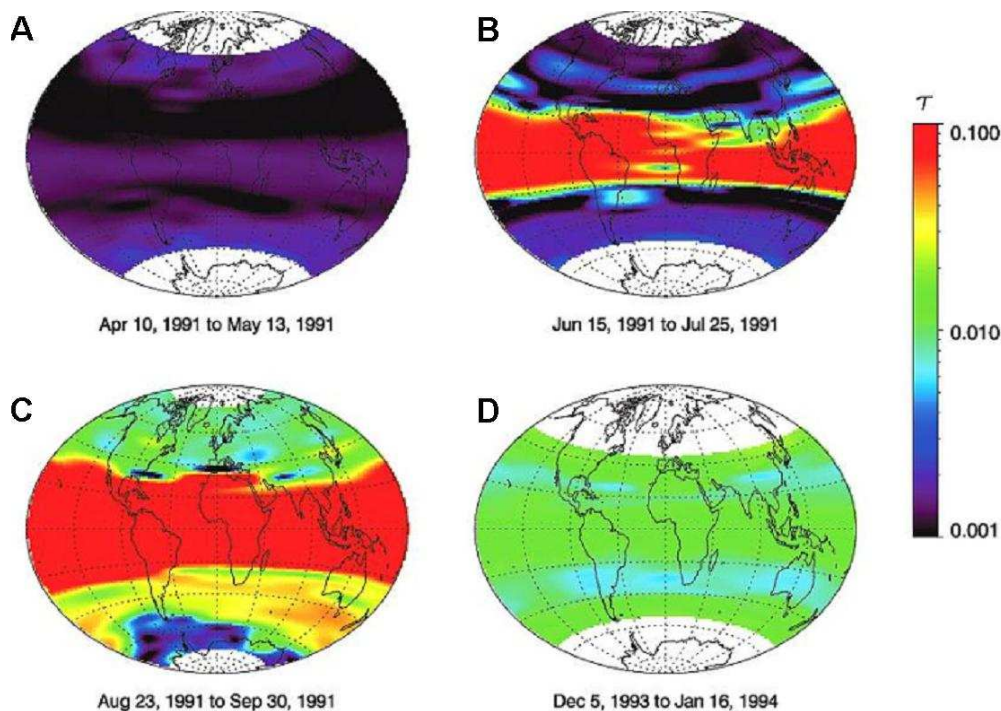 A
B
Apr 10, 1991 to May 13, 1991
Jun 15, 1991 to Jul 25, 1991
τ
0.100
0.010
0.001
C
D
Aug 23, 1991 to Sep 30, 1991
Dec 5, 1993 to Jan 16, 1994